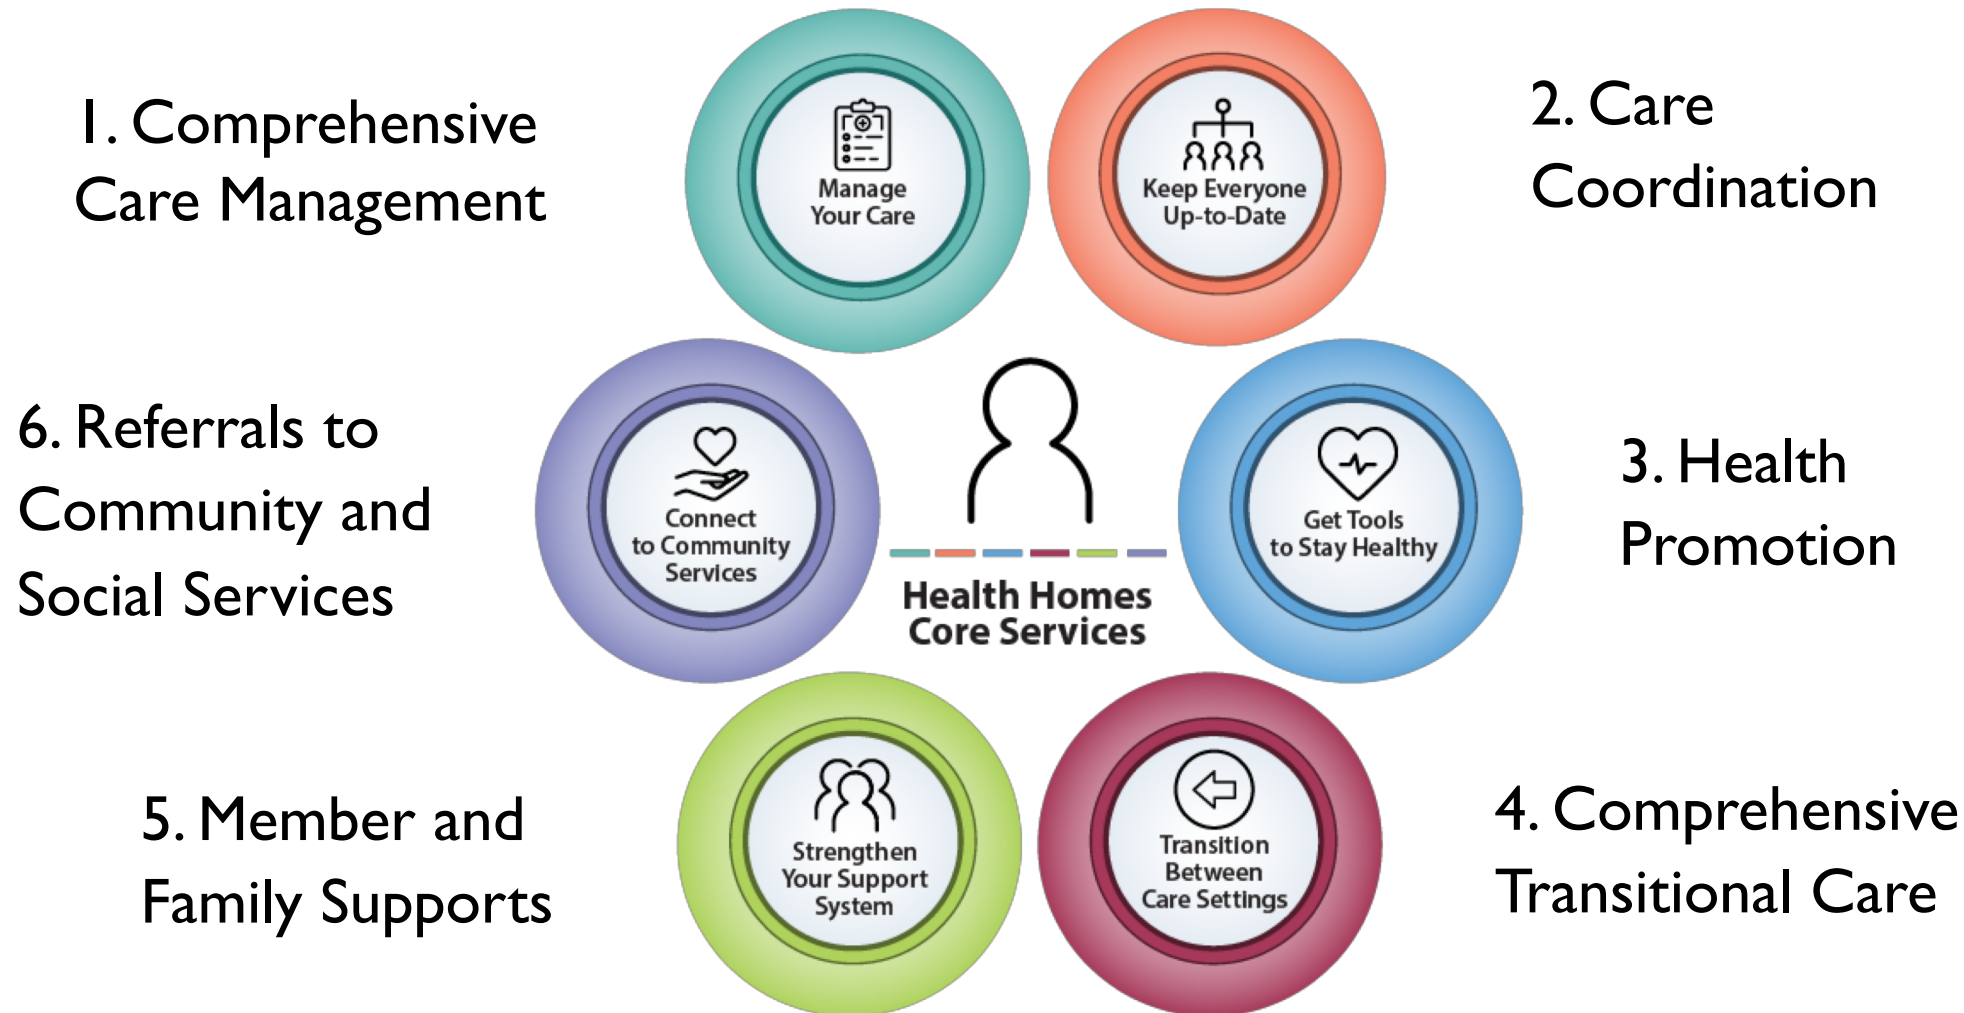 1. Comprehensive
Care Management
Manage
Your Care
Keep Everyone
Up-to-Date
2. Care
Coordination
6. Referrals to
Community and
Social Services
Connect
to Community
Services
Health Homes
Core Services
Get Tools
to Stay Healthy
3. Health
Promotion
5. Member and
Family Supports
Strengthen
Your Support
System
Transition
Between
Care Settings
4. Comprehensive
Transitional Care